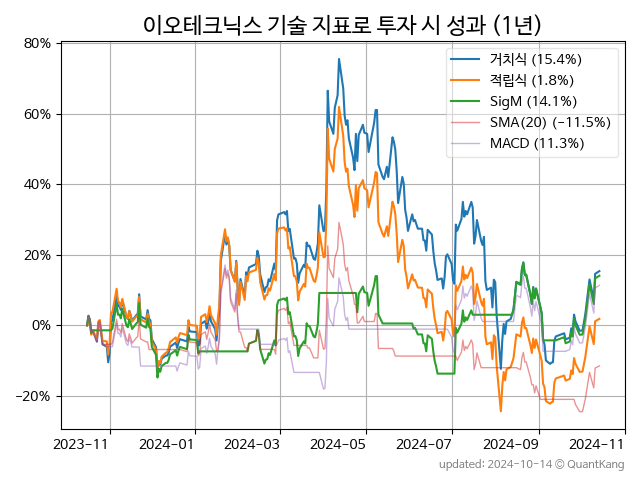 이오테크닉스 기술 지표로 투자 시 성과 (1년)
80%
60%
40%
20%
0%
−20%
거치식 (15.4%)
적립식 (1.8%)
SigM (14.1%)
SMA(20) (−11.5%)
MACD (11.3%)
2023-11 2024-01 2024-03 2024-05 2024-07 2024-09 2024-11
updated: 2024-10-14 © QuantKang